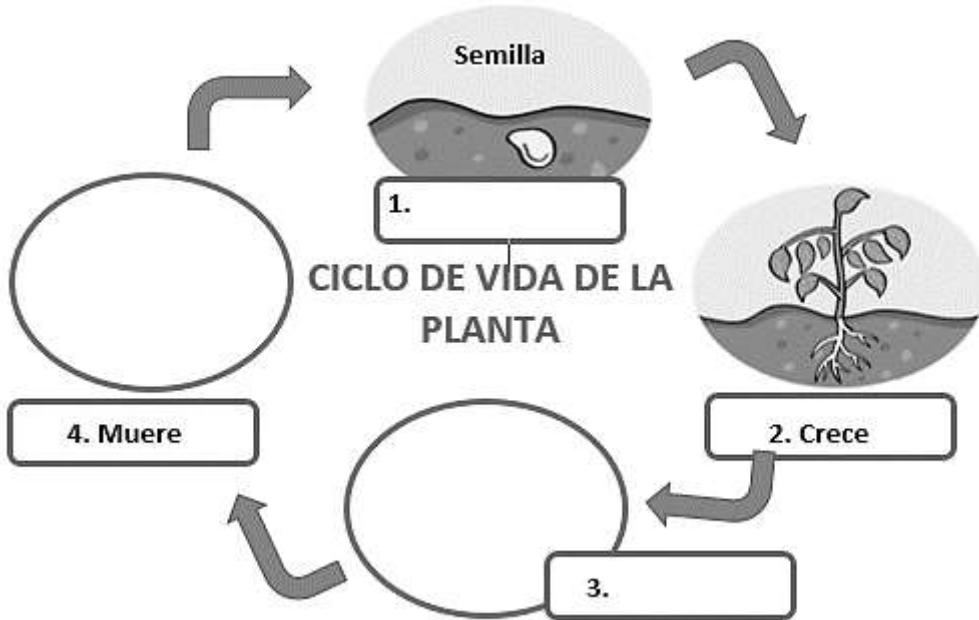 Semilla
1.
CICLO DE VIDA DE LA
PLANTA
2. Crece
3.
4. Muere